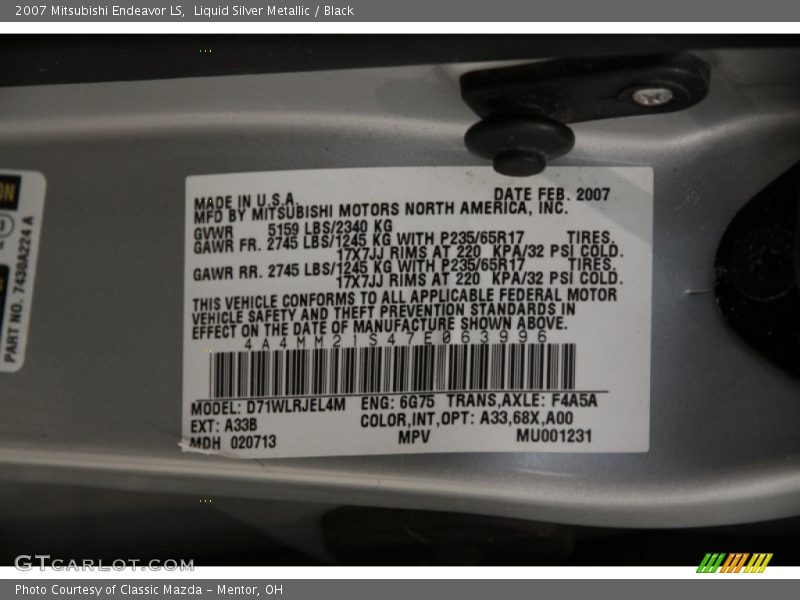 2007 Mitsubishi Endeavor LS,  Liquid Silver Metallic / Black
MADE IN U.S.A. DATE FEB. 2007
MFD BY MITSUBISHI MOTORS NORTH AMERICA, INC.
GVWR 5159 LBS/2340 KG
GAWR FR. 2745 LBS/1245 KG WITH P235/65R17 TIRES.
17X7JJ RIMS AT 220 KPA/32 PSI COLD.
GAWR RR. 2745 LBS/1245 KG WITH P235/65R17 TIRES.
17X7JJ RIMS AT 220 KPA/32 PSI COLD.
THIS VEHICLE CONFORMS TO ALL APPLICABLE FEDERAL MOTOR
VEHICLE SAFETY AND THEFT PREVENTION STANDARDS IN
EFFECT ON THE DATE OF MANUFACTURE SHOWN ABOVE.
4A4MM21S47E063996
MODEL: D71WLRJEL4M ENG: 6G75 TRANS,AXLE: F4A5A
EXT: A33B COLOR,INT,OPT: A33,68X,A00
MDH 020713 MPV MU001231
PART NO. 7430A224 A
GTCARLOT.COM
Photo Courtesy of Classic Mazda - Mentor, OH